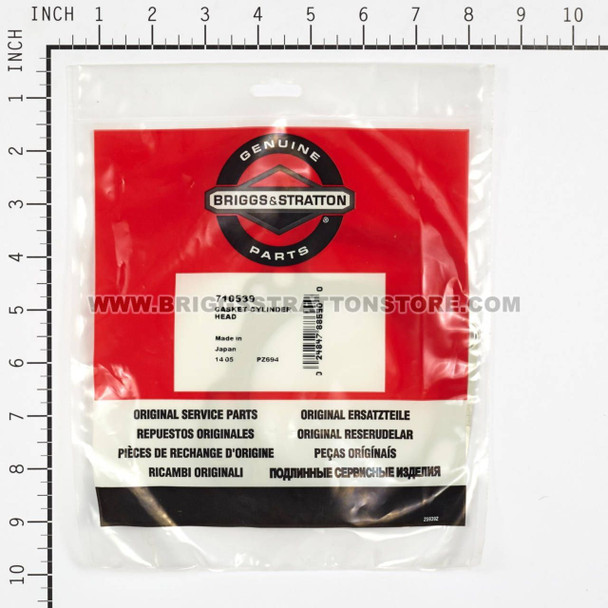 INCH 1 2 3 4 5 6 7 8 9 10
INCH
1
2
3
4
5
6
7
8
9
10
GENUINE
BRIGGS&STRATTON
®
PARTS
710539
GASKET-CYLINDER
HEAD
Made in
Japan
14 05 PZ694
WWW.BRIGGSSTRATTONSTORE.COM
ORIGINAL SERVICE PARTS ORIGINAL ERSATZTEILE
REPUESTOS ORIGINALES ORIGINAL RESERUDELAR
PIÈCES DE RECHANGE D'ORIGINE PEÇAS ORÍGÍNAÍS
RICAMBI ORIGINALI ПОДЛИННЫЕ СЕРВИСНЫЕ ИЗДЕЛИЯ